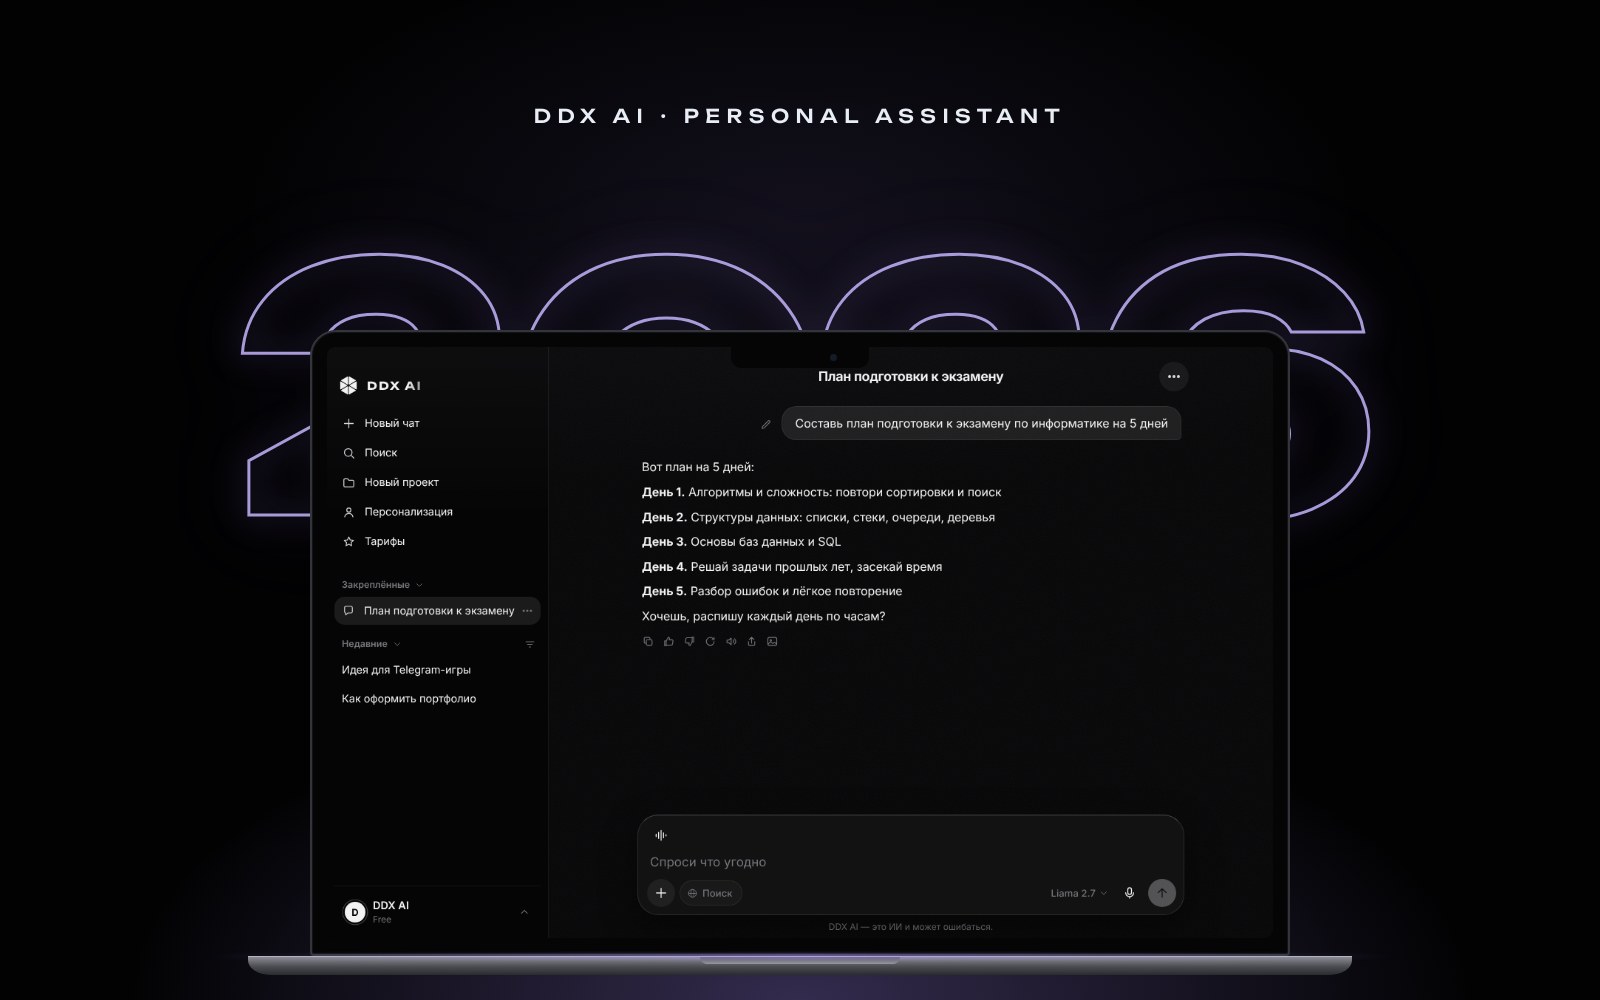 DDX AI · PERSONAL ASSISTANT
2026
DDX AI
Новый чат
Поиск
Новый проект
Персонализация
Тарифы
Закреплённые
План подготовки к экзамену
Недавние
Идея для Telegram-игры
Как оформить портфолио
DDX AI
D
Free
План подготовки к экзамену
Составь план подготовки к экзамену по информатике на 5 дней
Вот план на 5 дней:
День 1. Алгоритмы и сложность: повтори сортировки и поиск
День 2. Структуры данных: списки, стеки, очереди, деревья
День 3. Основы баз данных и SQL
День 4. Решай задачи прошлых лет, засекай время
День 5. Разбор ошибок и лёгкое повторение
Хочешь, распишу каждый день по часам?
Спроси что угодно
Поиск
Liama 2.7
DDX AI — это ИИ и может ошибаться.